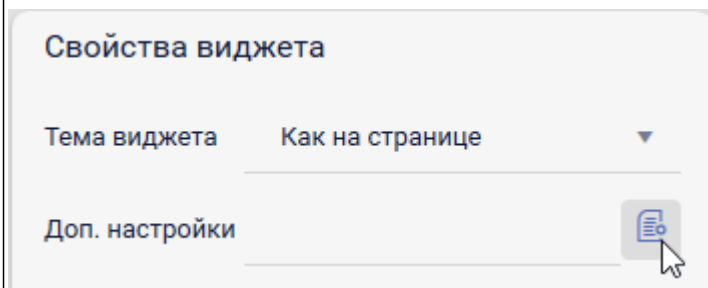 Свойства виджета
Тема виджета Как на странице
Доп. настройки